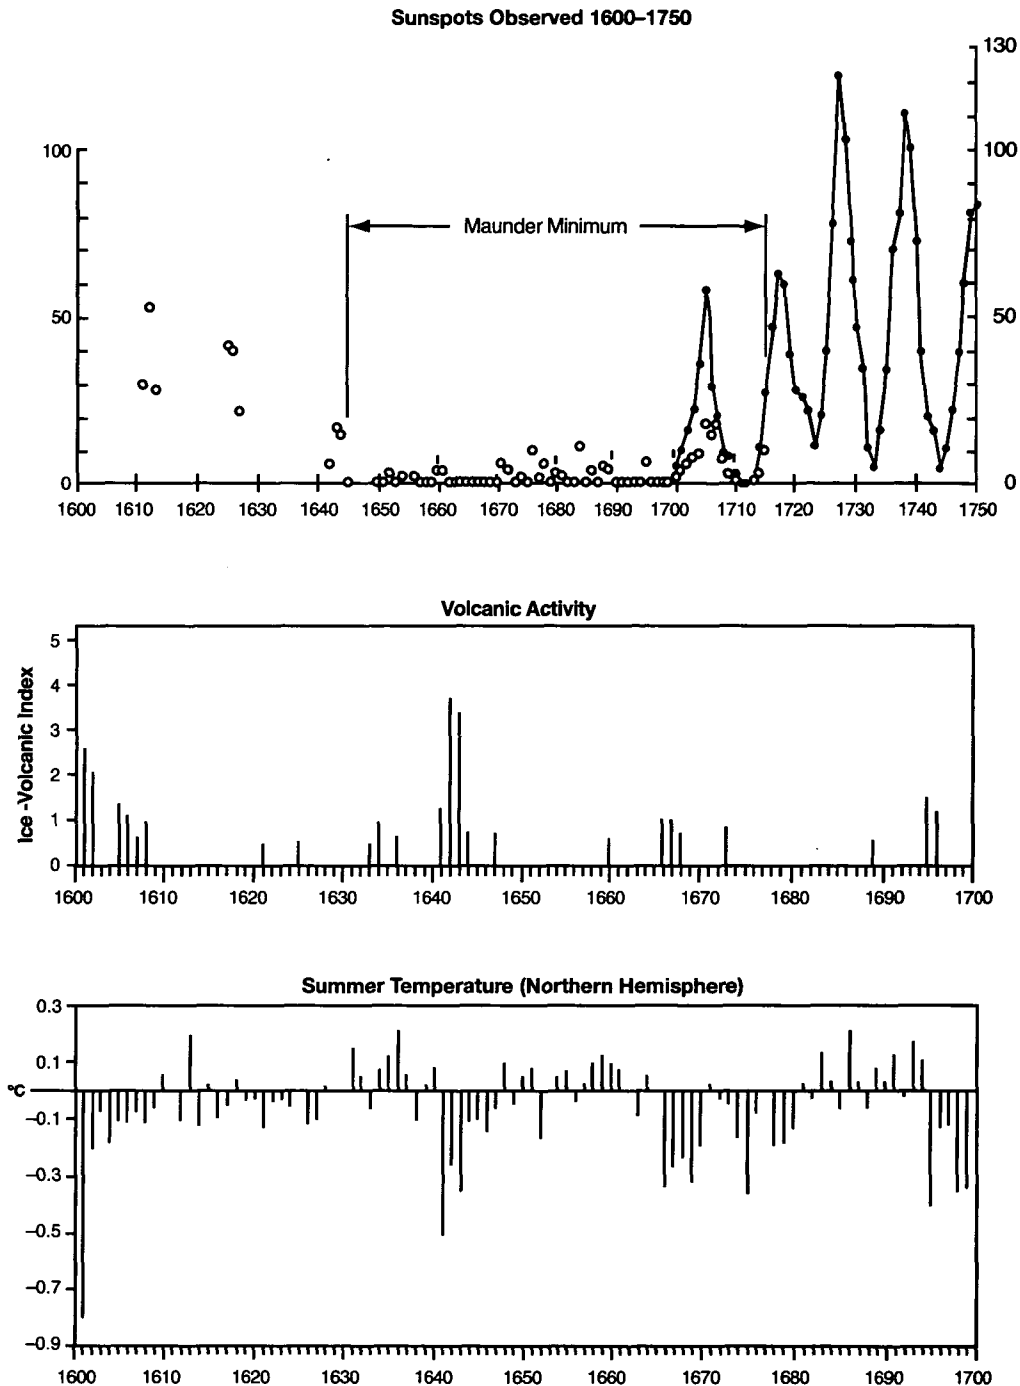 Sunspots Observed 1600–1750
130
100
100
Maunder Minimum
50
50
0
0
1600 1610 1620 1630 1640 1650 1660 1670 1680 1690 1700 1710 1720 1730 1740 1750
Volcanic Activity
Ice -Volcanic Index
5
4
3
2
1
0
1600 1610 1620 1630 1640 1650 1660 1670 1680 1690 1700
Summer Temperature (Northern Hemisphere)
0.3
0.1
°C
–0.1
–0.3
–0.5
–0.7
–0.9
1600 1610 1620 1630 1640 1650 1660 1670 1680 1690 1700